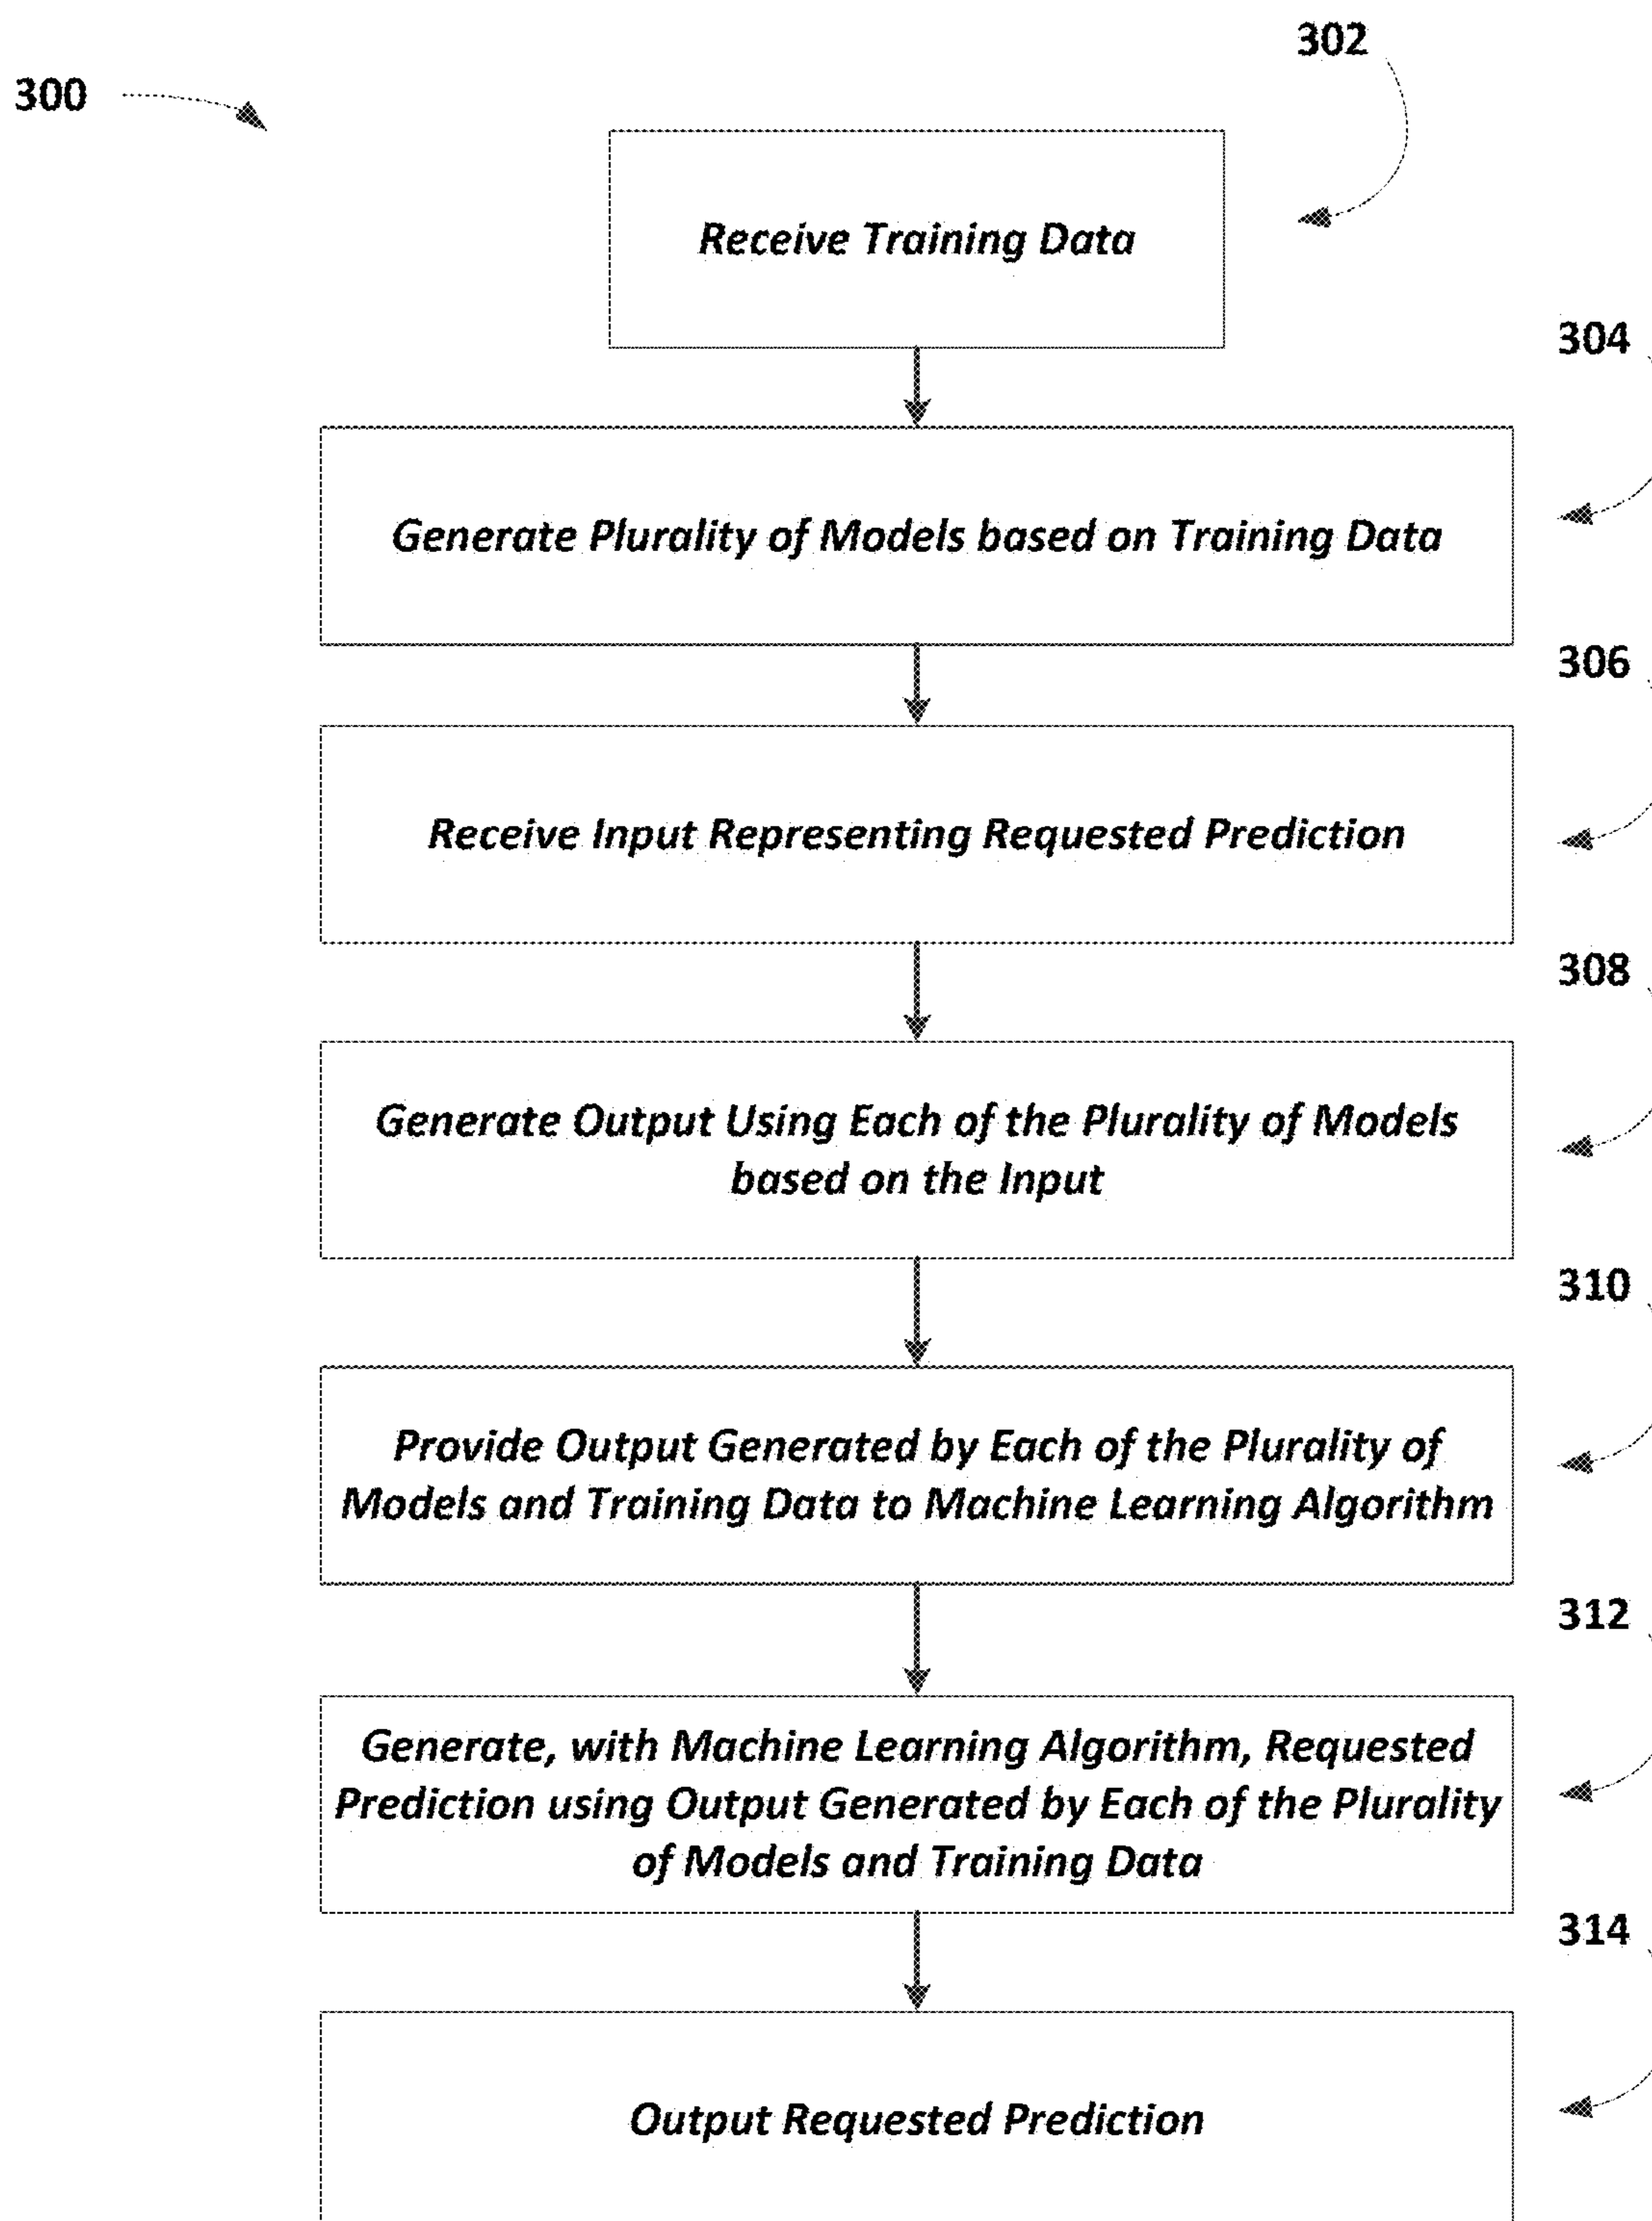 302
300
Receive Training Data
304
Generate Plurality of Models based on Training Data
306
Receive Input Representing Requested Prediction
308
Generate Output Using Each of the Plurality of Models
based on the Input
310
Provide Output Generated by Each of the Plurality of
Models and Training Data to Machine Learning Algorithm
312
Generate, with Machine Learning Algorithm, Requested
Prediction using Output Generated by Each of the Plurality
of Models and Training Data
314
Output Requested Prediction